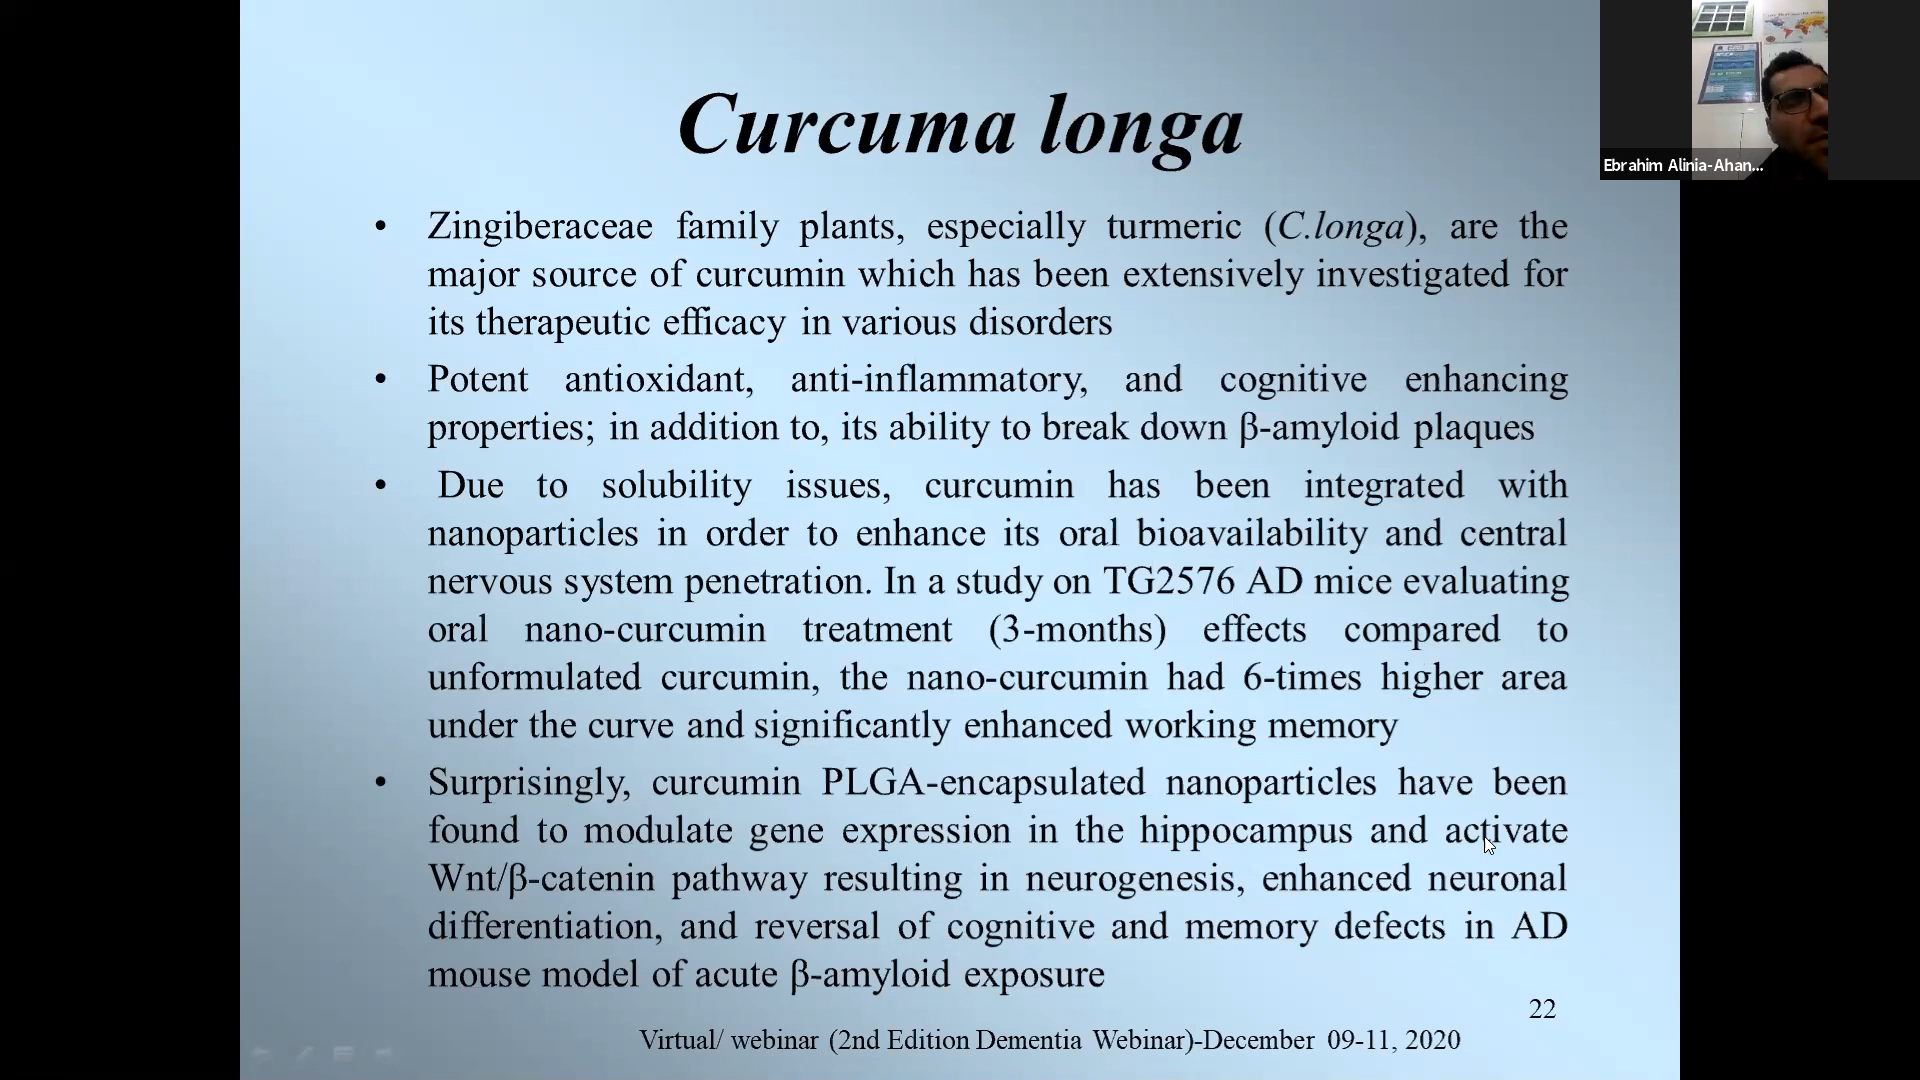 Curcuma longa
Ebrahim Alinia-Ahan...
• Zingiberaceae family plants, especially turmeric (C.longa), are the
major source of curcumin which has been extensively investigated for
its therapeutic efficacy in various disorders
• Potent antioxidant, anti-inflammatory, and cognitive enhancing
properties; in addition to, its ability to break down β-amyloid plaques
• Due to solubility issues, curcumin has been integrated with
nanoparticles in order to enhance its oral bioavailability and central
nervous system penetration. In a study on TG2576 AD mice evaluating
oral nano-curcumin treatment (3-months) effects compared to
unformulated curcumin, the nano-curcumin had 6-times higher area
under the curve and significantly enhanced working memory
• Surprisingly, curcumin PLGA-encapsulated nanoparticles have been
found to modulate gene expression in the hippocampus and activate
Wnt/β-catenin pathway resulting in neurogenesis, enhanced neuronal
differentiation, and reversal of cognitive and memory defects in AD
mouse model of acute β-amyloid exposure
22
Virtual/ webinar (2nd Edition Dementia Webinar)-December 09-11, 2020